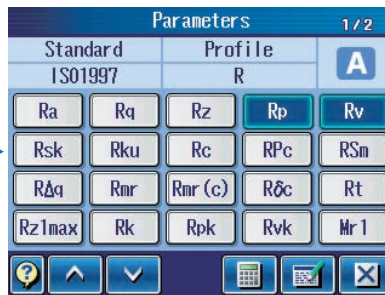 Parameters 1/2
Standard Profile A
ISO1997 R
Ra Rq Rz Rp Rv
Rsk Rku Rc RPc RSm
RΔq Rmr Rmr(c) Rδc Rt
Rz1max Rk Rpk Rvk Mr1
?